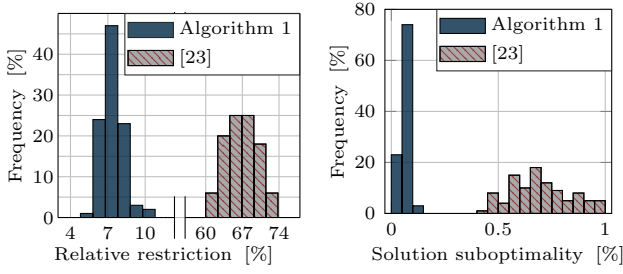 Algorithm 1
[23]
40
20
0
4 7 10 60 67 74
Frequency [%]
Relative restriction [%]
Algorithm 1
[23]
80
60
40
20
0
0 0.5 1
Frequency [%]
Solution suboptimality [%]